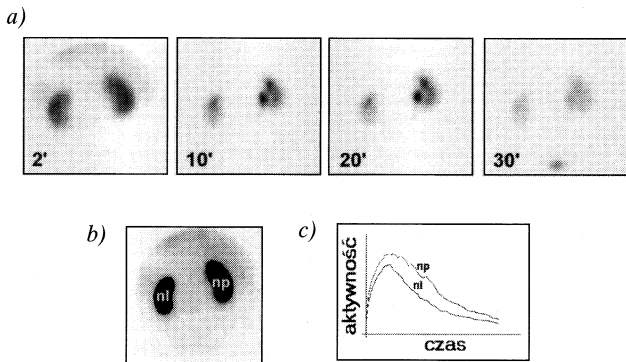 a)
2'
10'
20'
30'
b)
nl
np
c)
aktywność
np
nl
czas